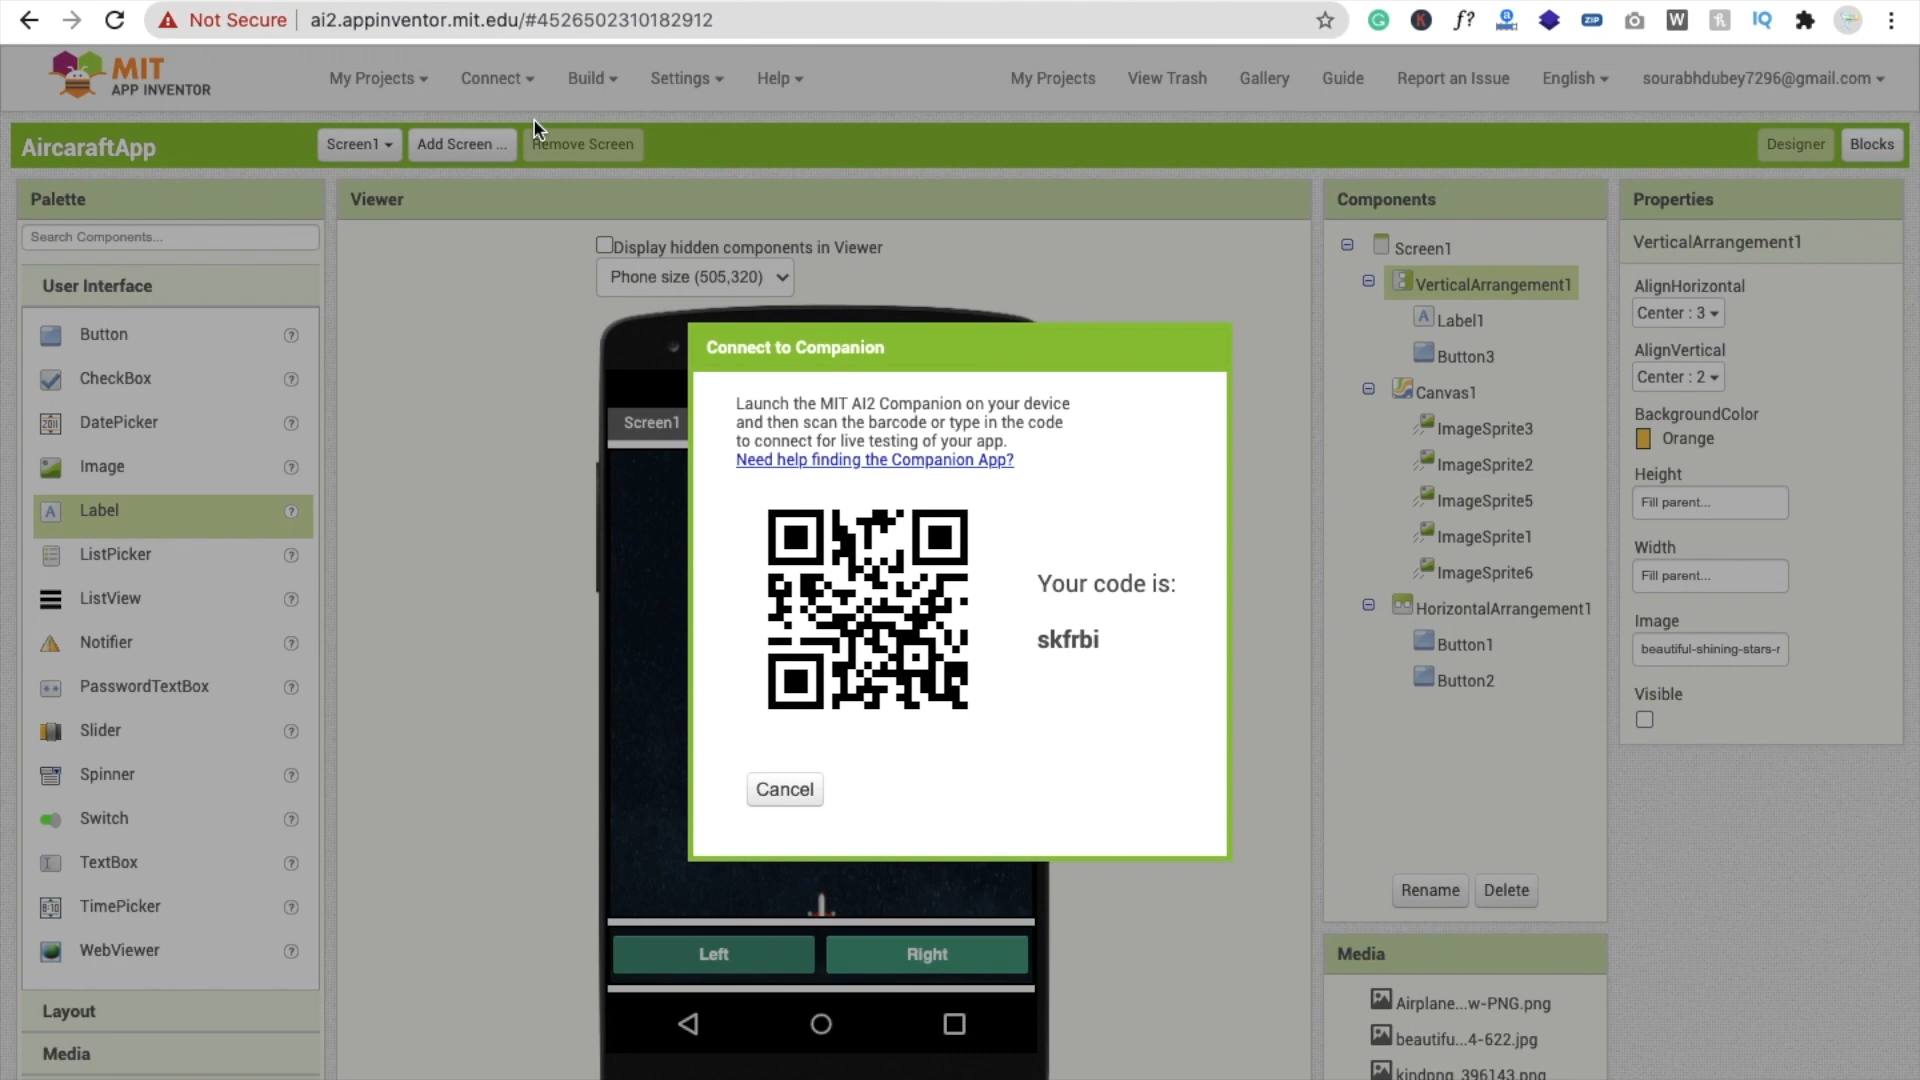 Not Secure
ai2.appinventor.mit.edu/#4526502310182912
MIT
APP INVENTOR
My Projects
Connect
Build
Settings
Help
My Projects
View Trash
Gallery
Guide
Report an Issue
English
sourabhdubey7296@gmail.com
AircaraftApp
Screen1
Add Screen ...
Remove Screen
Designer
Blocks
Palette
Search Components...
User Interface
Button
CheckBox
DatePicker
Image
Label
ListPicker
ListView
Notifier
PasswordTextBox
Slider
Spinner
Switch
TextBox
TimePicker
WebViewer
Layout
Media
Viewer
Display hidden components in Viewer
Phone size (505,320)
Screen1
Connect to Companion
Launch the MIT AI2 Companion on your device
and then scan the barcode or type in the code
to connect for live testing of your app.
Need help finding the Companion App?
Your code is:
skfrbi
Cancel
Left
Right
Components
Screen1
VerticalArrangement1
Label1
Button3
Canvas1
ImageSprite3
ImageSprite2
ImageSprite5
ImageSprite1
ImageSprite6
HorizontalArrangement1
Button1
Button2
Rename
Delete
Media
Airplane...w-PNG.png
beautifu...4-622.jpg
kindpng_396143.png
Properties
VerticalArrangement1
AlignHorizontal
Center : 3
AlignVertical
Center : 2
BackgroundColor
Orange
Height
Fill parent...
Width
Fill parent...
Image
beautiful-shining-stars-r
Visible